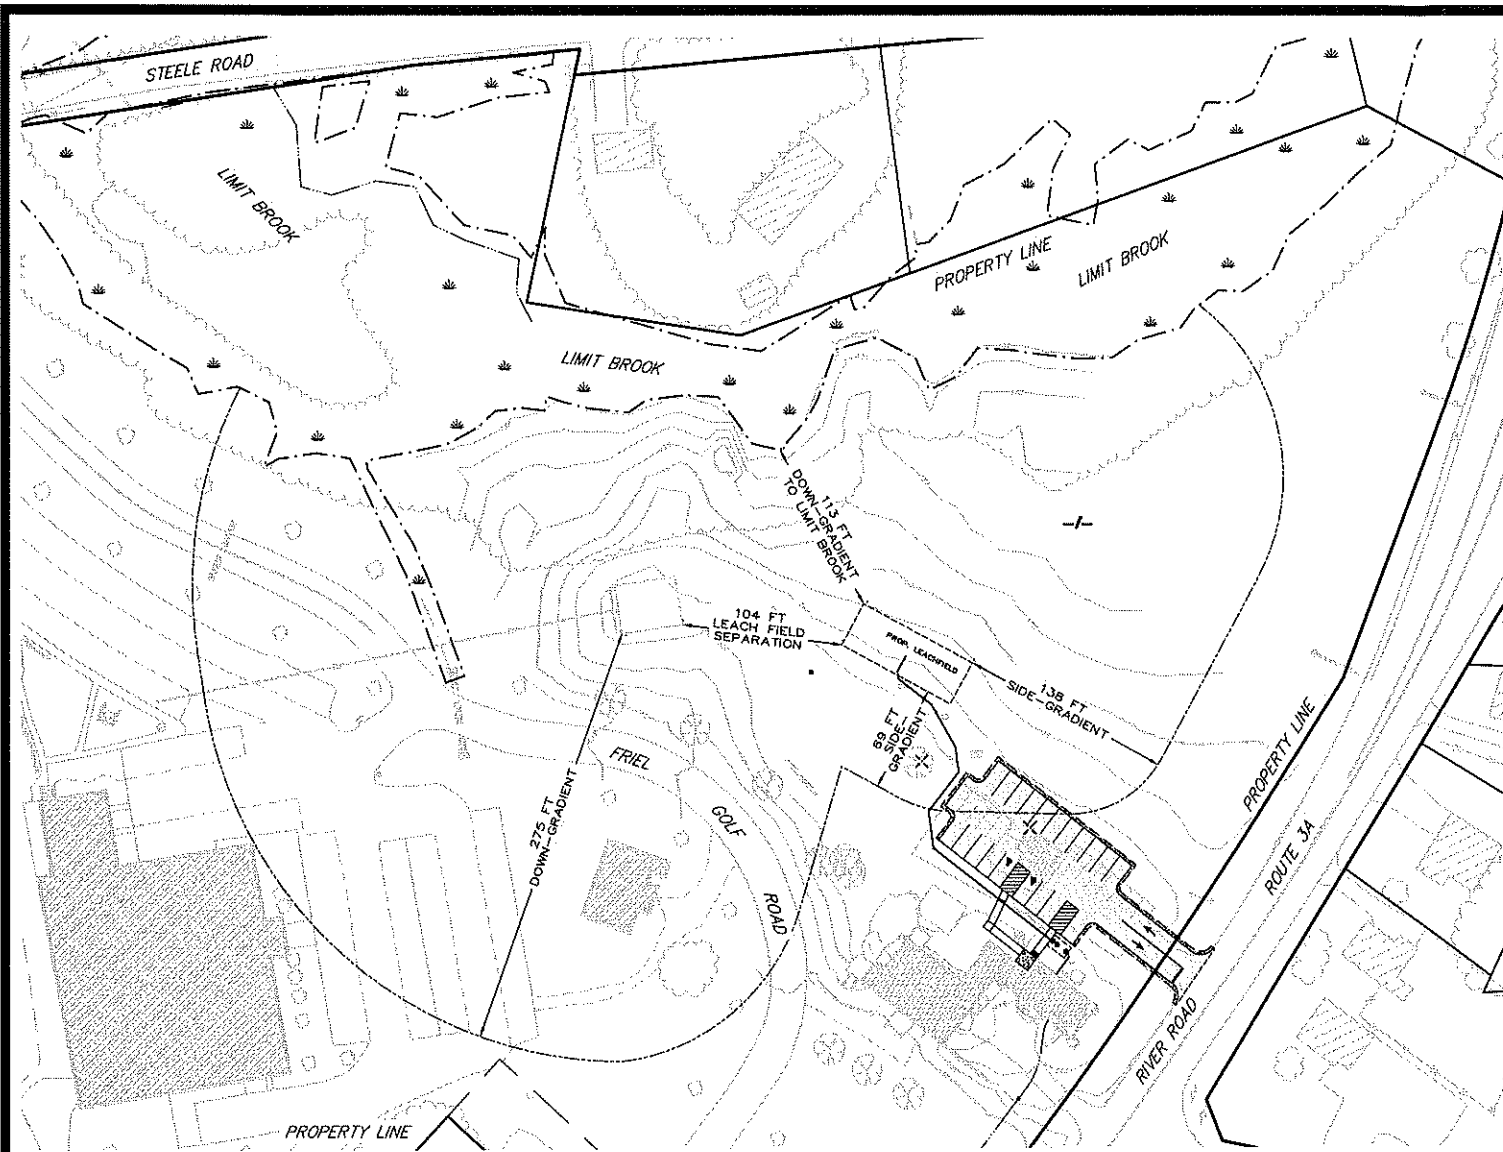 STEELE ROAD
LIMIT BROOK
PROPERTY LINE
LIMIT BROOK
LIMIT BROOK
113 FT
DOWN-GRADIENT
TO LIMIT BROOK
104 FT
LEACH FIELD
SEPARATION
PROP. LEACHFIELD
138 FT
SIDE-GRADIENT
89 FT
SIDE-
GRADIENT
FRIEL
GOLF
ROAD
275 FT
DOWN-GRADIENT
PROPERTY LINE
ROUTE 3A
RIVER ROAD
PROPERTY LINE